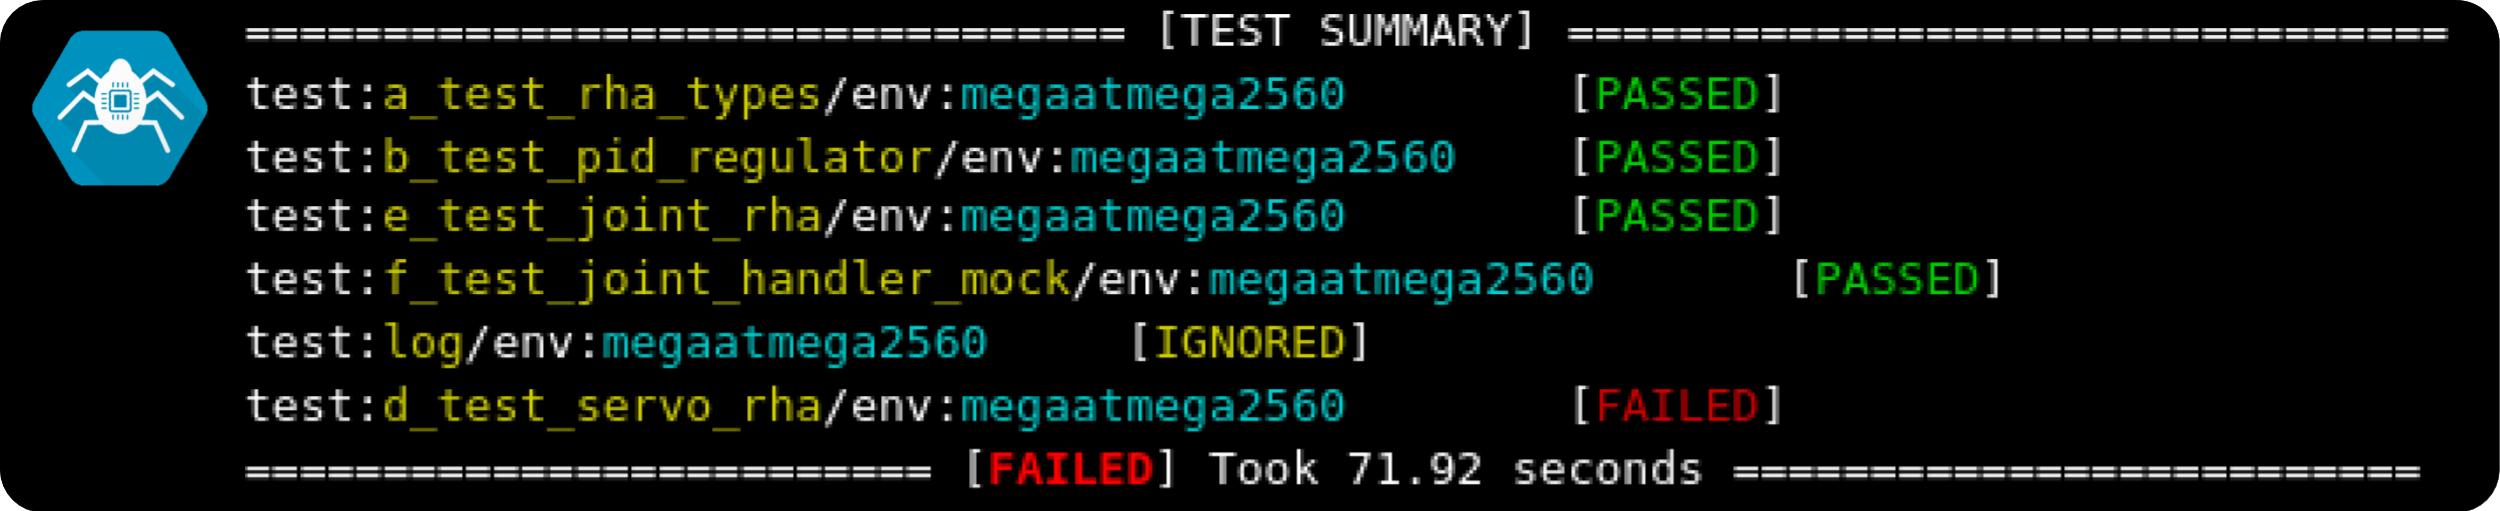 ================================ [TEST SUMMARY] ================================
test:a_test_rha_types/env:megaatmega2560 [PASSED]
test:b_test_pid_regulator/env:megaatmega2560 [PASSED]
test:e_test_joint_rha/env:megaatmega2560 [PASSED]
test:f_test_joint_handler_mock/env:megaatmega2560 [PASSED]
test:log/env:megaatmega2560 [IGNORED]
test:d_test_servo_rha/env:megaatmega2560 [FAILED]
========================= [FAILED] Took 71.92 seconds =========================